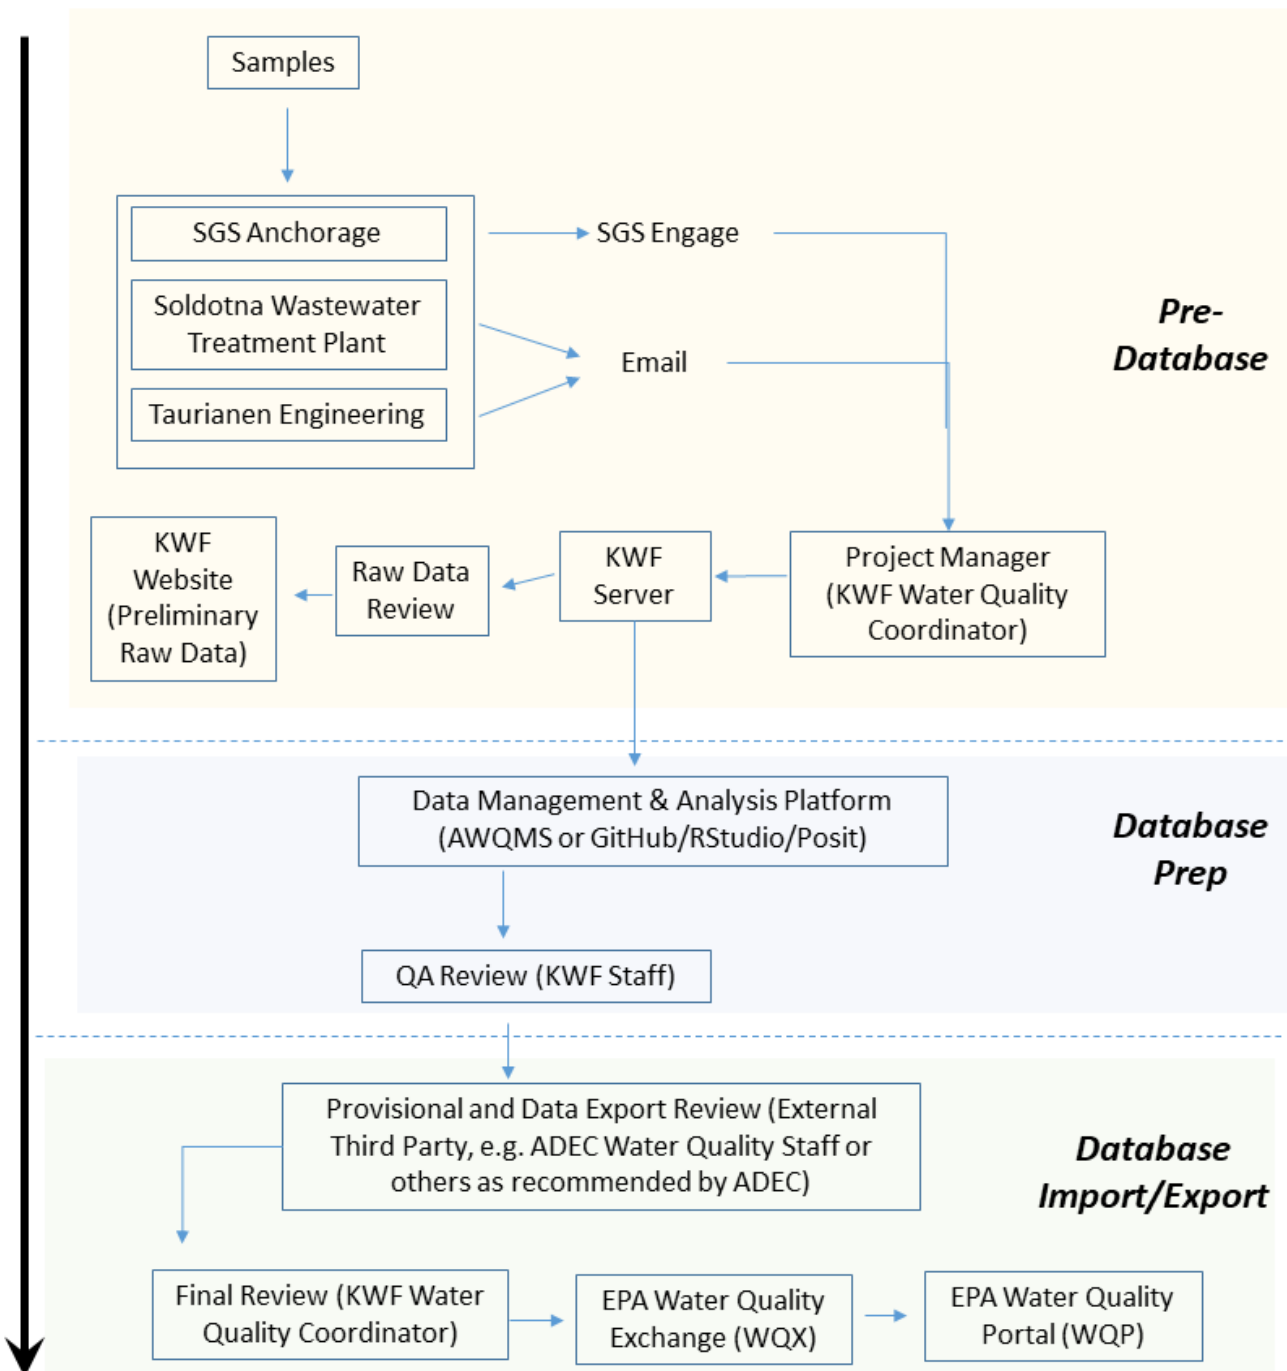 Samples
SGS Anchorage
SGS Engage
Soldotna Wastewater
Treatment Plant
Email
Taurianen Engineering
Pre-
Database
KWF
Website
(Preliminary
Raw Data)
Raw Data
Review
KWF
Server
Project Manager
(KWF Water Quality
Coordinator)
Data Management & Analysis Platform
(AWQMS or GitHub/RStudio/Posit)
Database
Prep
QA Review (KWF Staff)
Provisional and Data Export Review (External
Third Party, e.g. ADEC Water Quality Staff or
others as recommended by ADEC)
Database
Import/Export
Final Review (KWF Water
Quality Coordinator)
EPA Water Quality
Exchange (WQX)
EPA Water Quality
Portal (WQP)